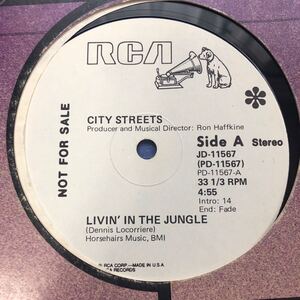 RCA
NOT FOR SALE
CITY STREETS
Producer and Musical Director: Ron Haffkine
Side A Stereo
JD-11567
(PD-11567)
PD-11567-A
33 1/3 RPM
4:55
Intro: 14
End: Fade
LIVIN' IN THE JUNGLE
(Dennis Locorriere)
Horsehairs Music, BMI
RCA CORP.—MADE IN U.S.A.
RECORDS